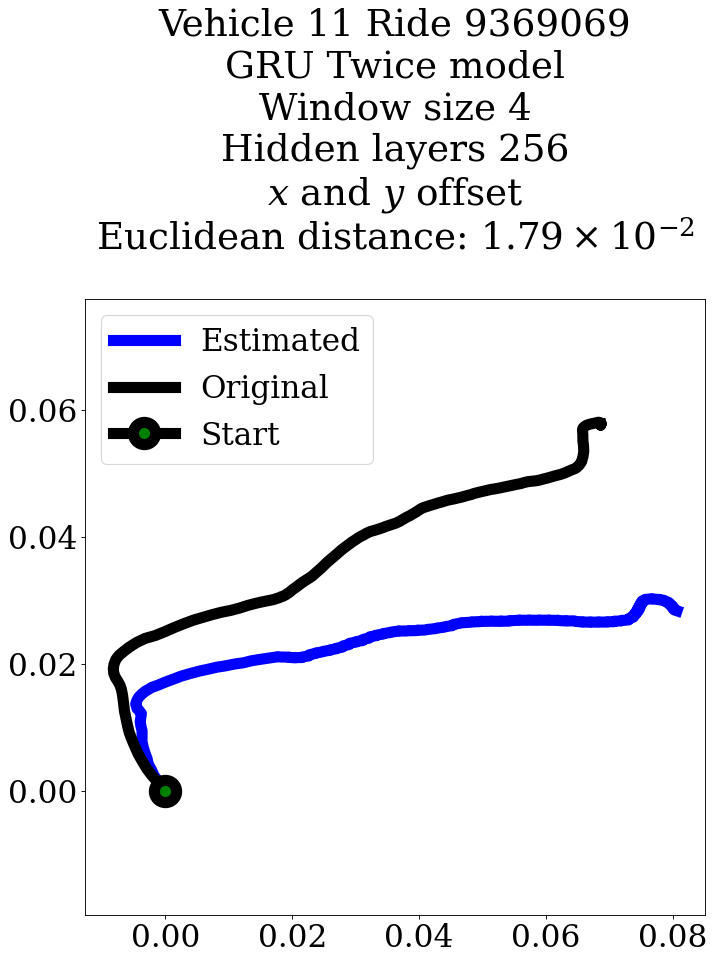 Vehicle 11 Ride 9369069
GRU Twice model
Window size 4
Hidden layers 256
x and y offset
Euclidean distance: 1.79 × 10⁻²
Estimated
Original
Start
0.06
0.04
0.02
0.00
0.00 0.02 0.04 0.06 0.08